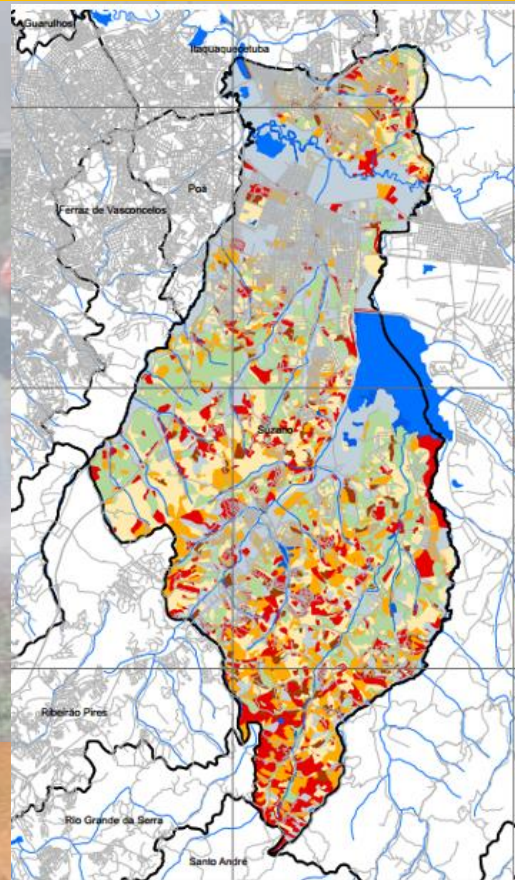 Guarulhos
Itaquaquecetuba
Poá
Ferraz de Vasconcelos
Suzano
Ribeirão Pires
Rio Grande da Serra
Santo André